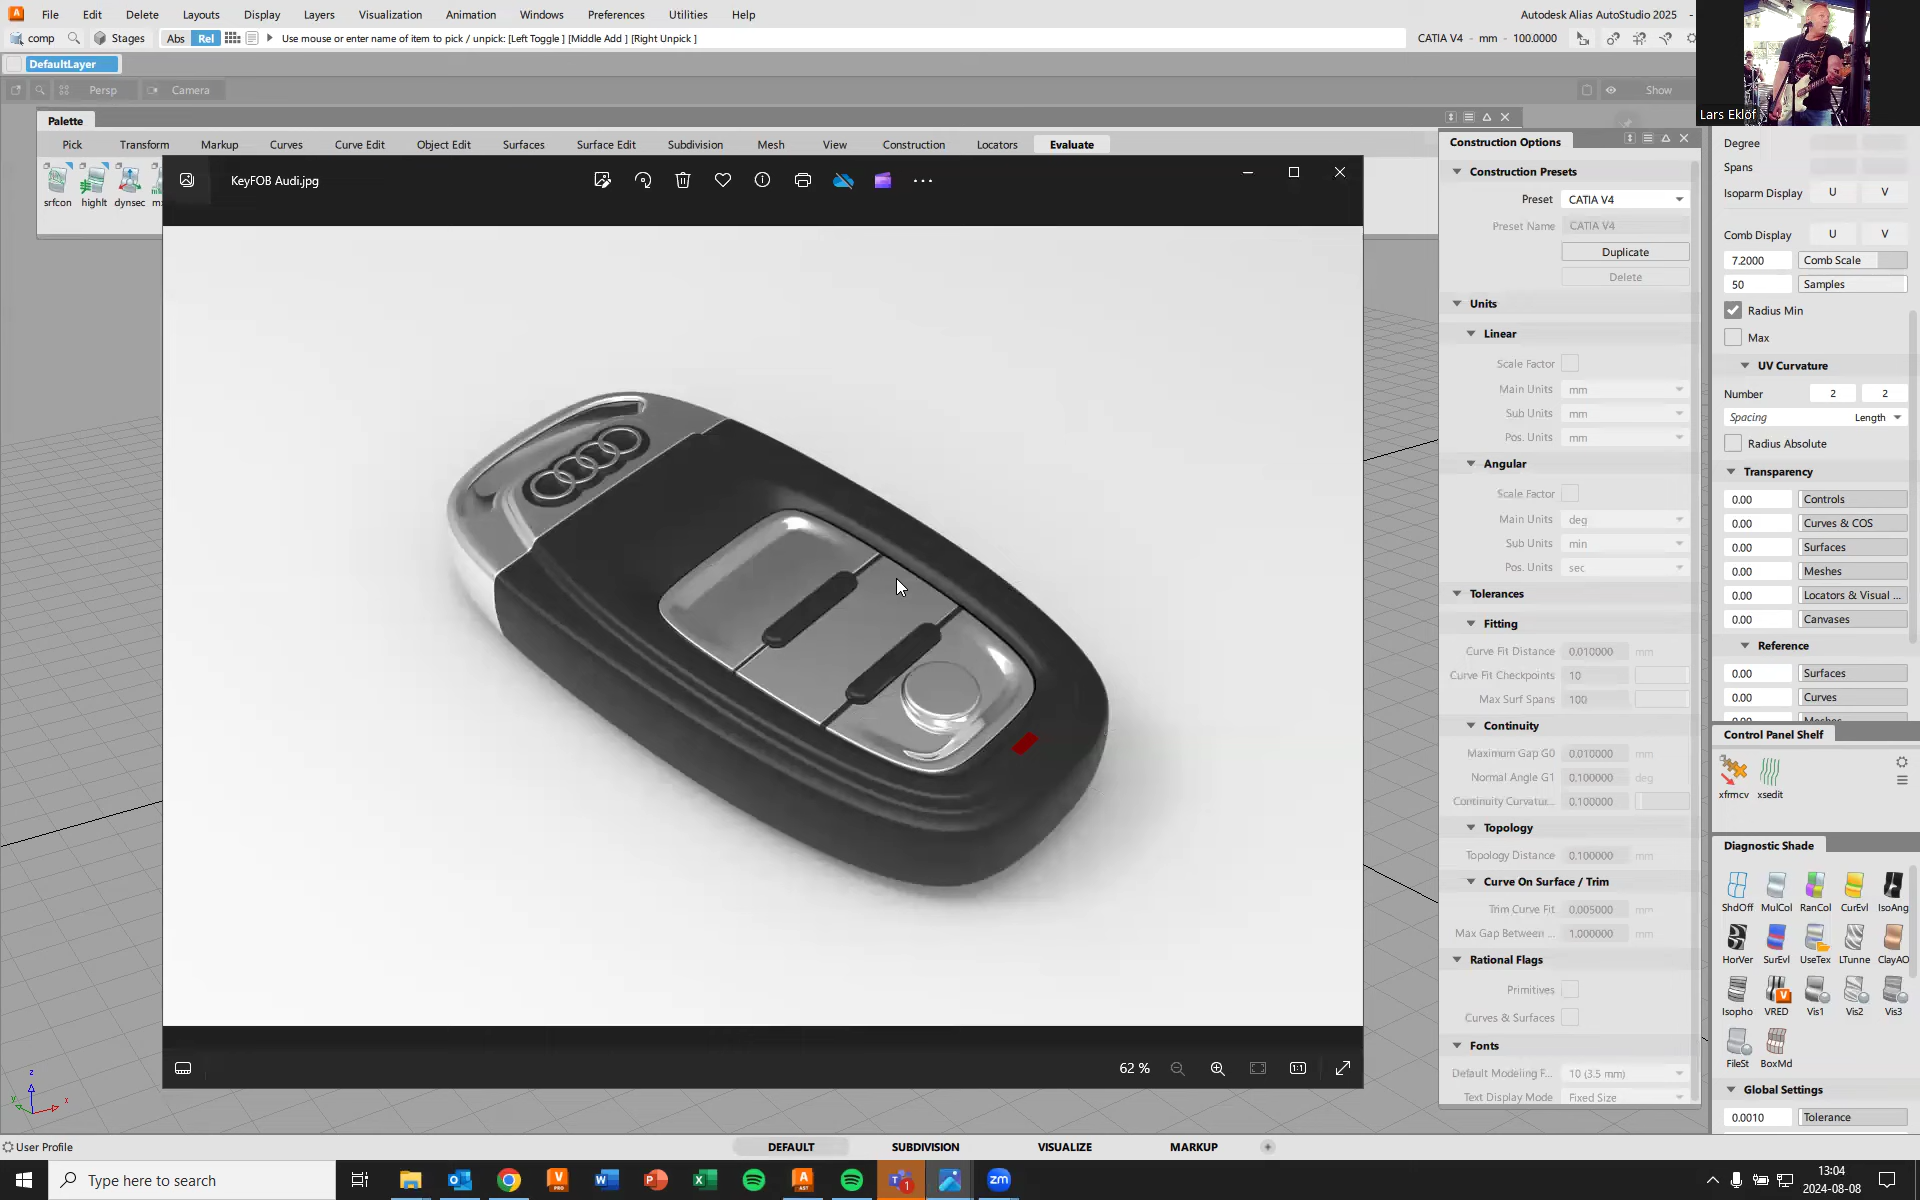 File Edit Delete Layouts Display Layers Visualization Animation Windows Preferences Utilities Help Autodesk Alias AutoStudio 2025
comp Stages Abs Rel Use mouse or enter name of item to pick / unpick: [Left Toggle ] [Middle Add ] [Right Unpick ] CATIA V4 - mm - 100.0000
DefaultLayer
Persp Camera Show
Lars Eklöf
Palette
Pick Transform Markup Curves Curve Edit Object Edit Surfaces Surface Edit Subdivision Mesh View Construction Locators Evaluate
srfcon highlt dynsec
KeyFOB Audi.jpg
62 %
1:1
Construction Options
Construction Presets
Preset CATIA V4
Preset Name CATIA V4
Duplicate
Delete
Units
Linear
Scale Factor
Main Units mm
Sub Units mm
Pos. Units mm
Angular
Scale Factor
Main Units deg
Sub Units min
Pos. Units sec
Tolerances
Fitting
Curve Fit Distance 0.010000 mm
Curve Fit Checkpoints 10
Max Surf Spans 100
Continuity
Maximum Gap G0 0.010000 mm
Normal Angle G1 0.100000 deg
Continuity Curvatur... 0.100000
Topology
Topology Distance 0.100000 mm
Curve On Surface / Trim
Trim Curve Fit 0.005000 mm
Max Gap Between ... 1.000000 mm
Rational Flags
Primitives
Curves & Surfaces
Fonts
Default Modeling F... 10 (3.5 mm)
Text Display Mode Fixed Size
Degree
Spans
Isoparm Display U V
Comb Display U V
7.2000 Comb Scale
50 Samples
Radius Min
Max
UV Curvature
Number 2 2
Spacing Length
Radius Absolute
Transparency
0.00 Controls
0.00 Curves & COS
0.00 Surfaces
0.00 Meshes
0.00 Locators & Visual ...
0.00 Canvases
Reference
0.00 Surfaces
0.00 Curves
0.00 Meshes
Control Panel Shelf
xfrmcv xsedit
Diagnostic Shade
ShdOff MulCol RanCol CurEvl IsoAng
HorVer SurEvl UseTex LTunne ClayAO
Isopho VRED Vis1 Vis2 Vis3
FileSt BoxMd
Global Settings
0.0010 Tolerance
z
y
x
User Profile DEFAULT SUBDIVISION VISUALIZE MARKUP
Type here to search
zm
13:04
2024-08-08